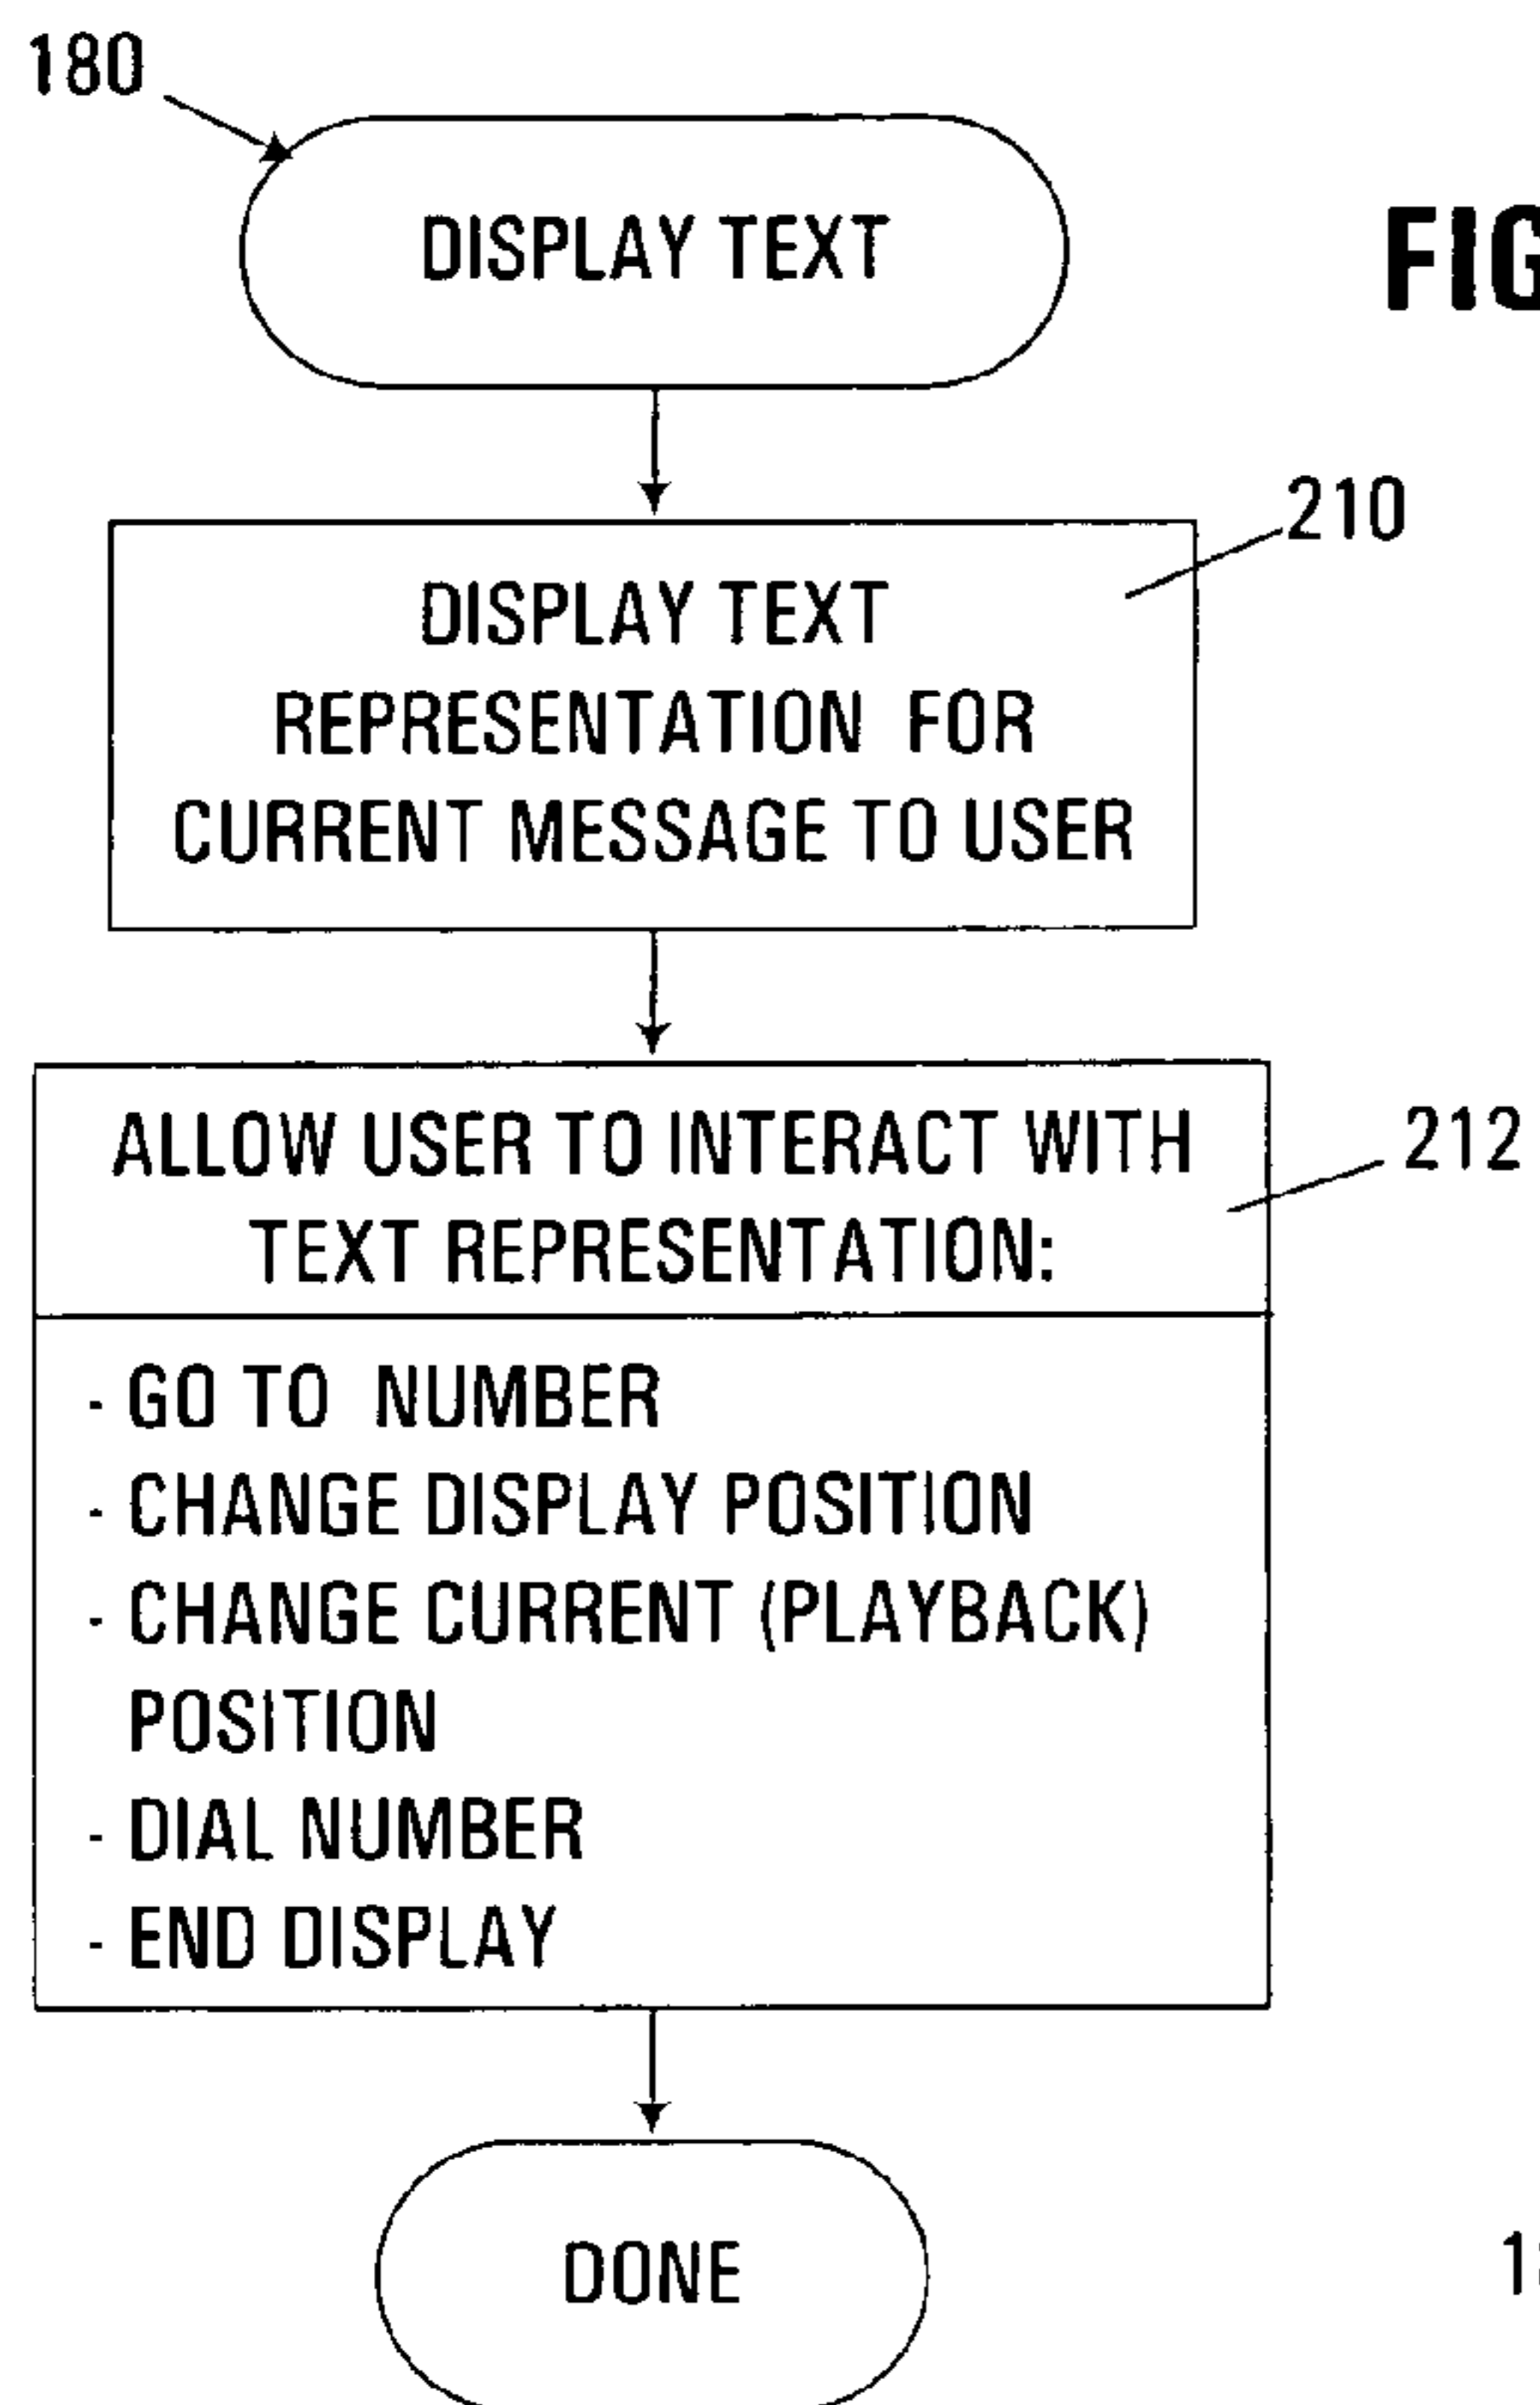 180
DISPLAY TEXT
FIG
210
DISPLAY TEXT
REPRESENTATION FOR
CURRENT MESSAGE TO USER
ALLOW USER TO INTERACT WITH
212
TEXT REPRESENTATION:
- GO TO NUMBER
- CHANGE DISPLAY POSITION
- CHANGE CURRENT (PLAYBACK)
POSITION
- DIAL NUMBER
- END DISPLAY
DONE